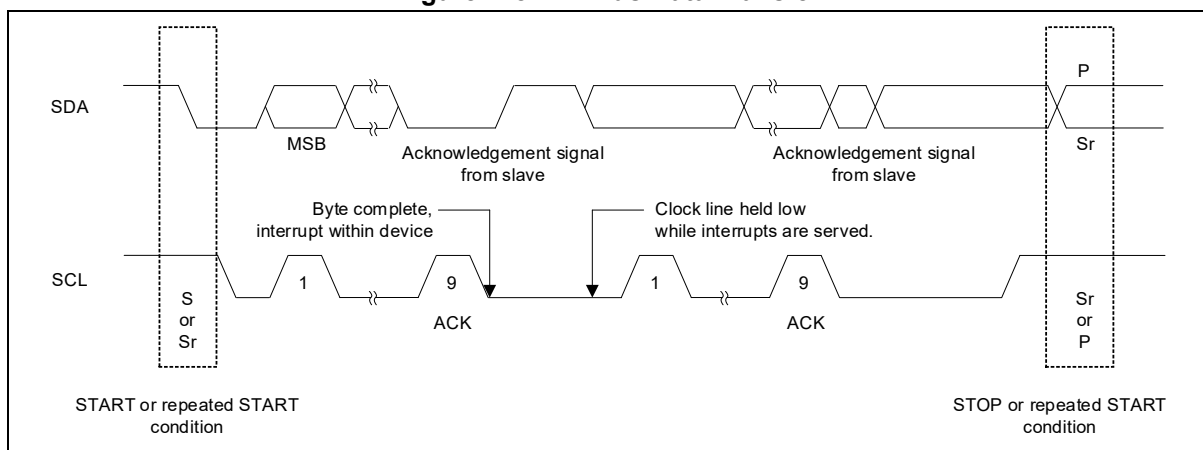 P
SDA
MSB
Acknowledgement signal
from slave
Acknowledgement signal
from slave
Sr
Byte complete,
interrupt within device
Clock line held low
while interrupts are served.
SCL
S
or
Sr
1
9
1
9
Sr
or
P
ACK
ACK
START or repeated START
condition
STOP or repeated START
condition